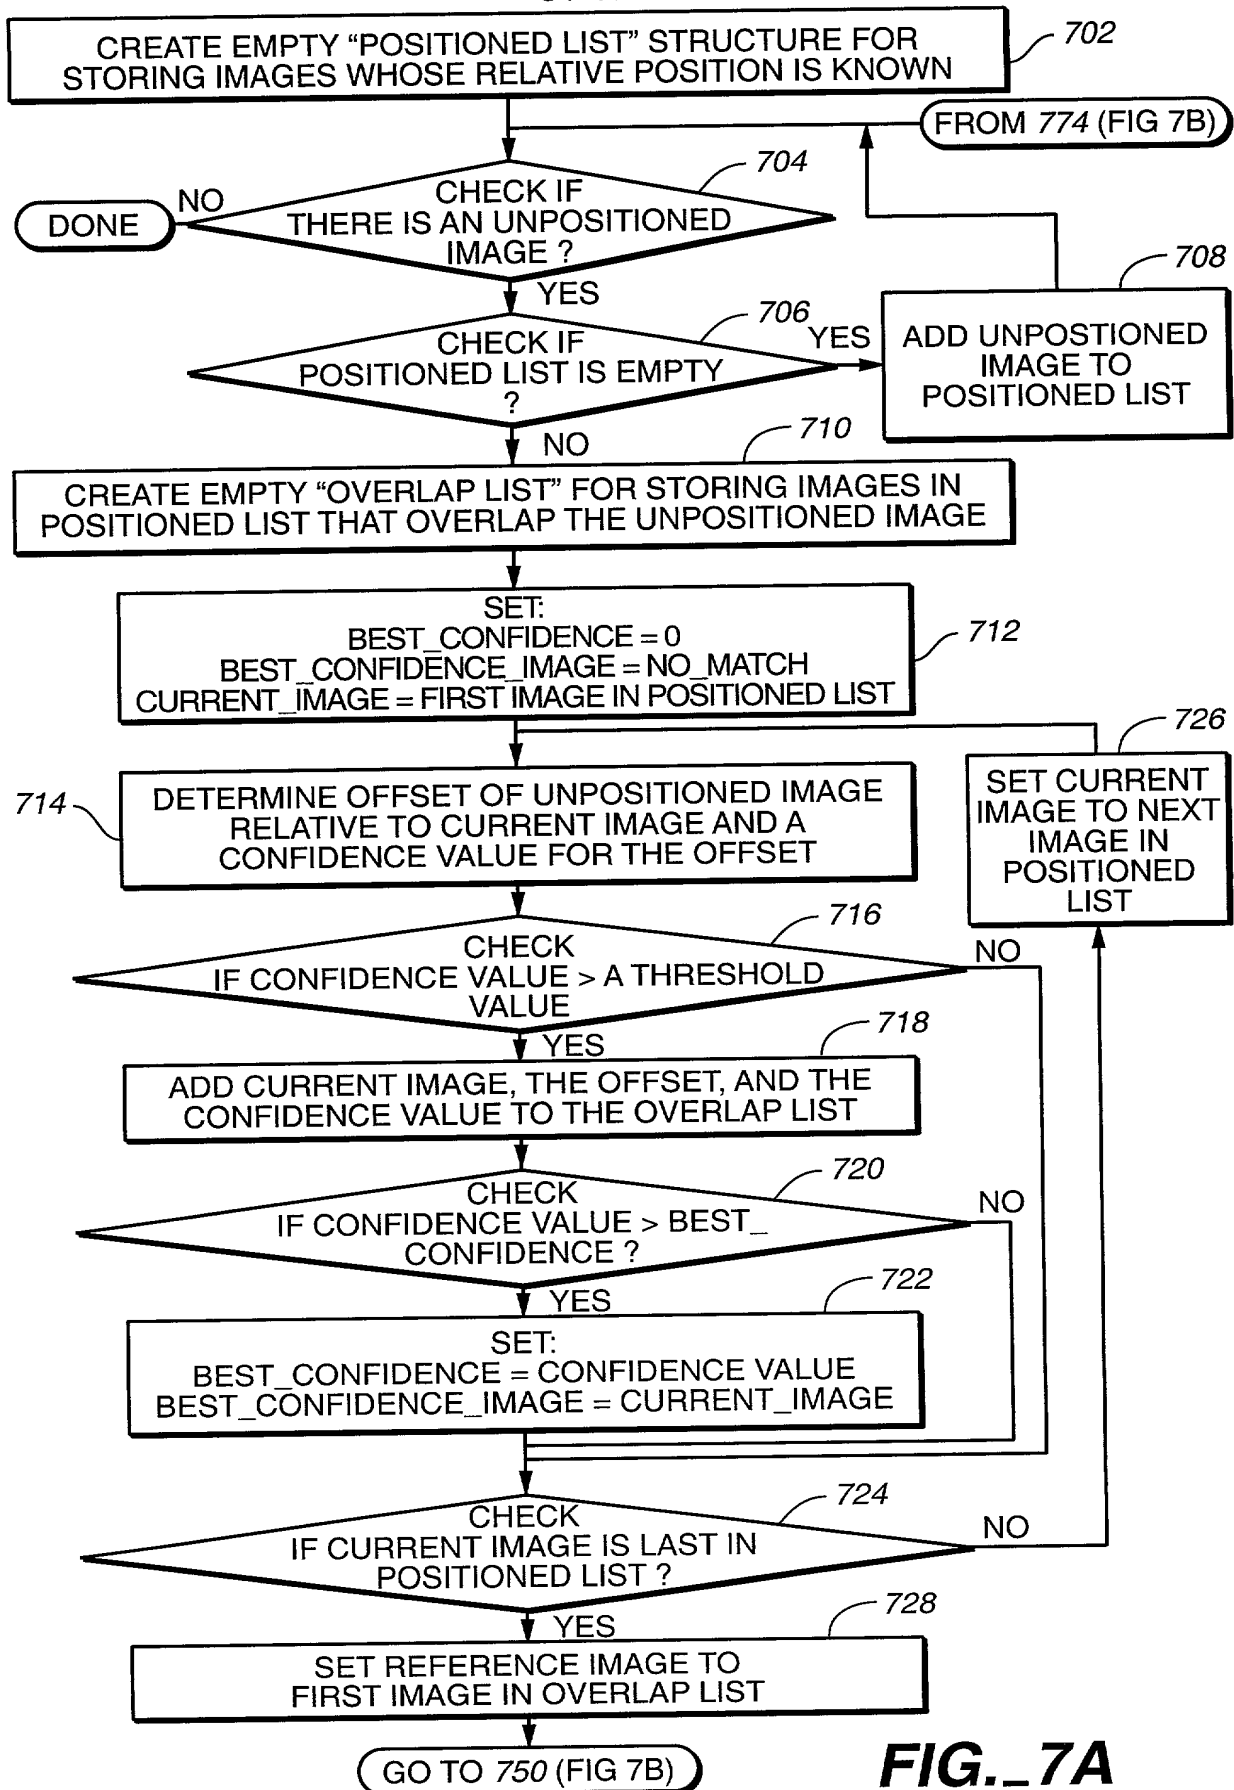 CREATE EMPTY “POSITIONED LIST” STRUCTURE FOR
STORING IMAGES WHOSE RELATIVE POSITION IS KNOWN
702
FROM 774 (FIG 7B)
704
NO
DONE
CHECK IF
THERE IS AN UNPOSITIONED
IMAGE ?
YES
708
706
YES
ADD UNPOSTIONED
IMAGE TO
POSITIONED LIST
CHECK IF
POSITIONED LIST IS EMPTY
?
NO
710
CREATE EMPTY “OVERLAP LIST” FOR STORING IMAGES IN
POSITIONED LIST THAT OVERLAP THE UNPOSITIONED IMAGE
SET:
BEST_CONFIDENCE = 0
BEST_CONFIDENCE_IMAGE = NO_MATCH
CURRENT_IMAGE = FIRST IMAGE IN POSITIONED LIST
712
726
SET CURRENT
IMAGE TO NEXT
IMAGE IN
POSITIONED
LIST
714
DETERMINE OFFSET OF UNPOSITIONED IMAGE
RELATIVE TO CURRENT IMAGE AND A
CONFIDENCE VALUE FOR THE OFFSET
716
CHECK
IF CONFIDENCE VALUE > A THRESHOLD
VALUE
NO
YES
718
ADD CURRENT IMAGE, THE OFFSET, AND THE
CONFIDENCE VALUE TO THE OVERLAP LIST
720
CHECK
IF CONFIDENCE VALUE > BEST_
CONFIDENCE ?
NO
YES
722
SET:
BEST_CONFIDENCE = CONFIDENCE VALUE
BEST_CONFIDENCE_IMAGE = CURRENT_IMAGE
724
CHECK
IF CURRENT IMAGE IS LAST IN
POSITIONED LIST ?
NO
YES
728
SET REFERENCE IMAGE TO
FIRST IMAGE IN OVERLAP LIST
GO TO 750 (FIG 7B)
FIG._7A